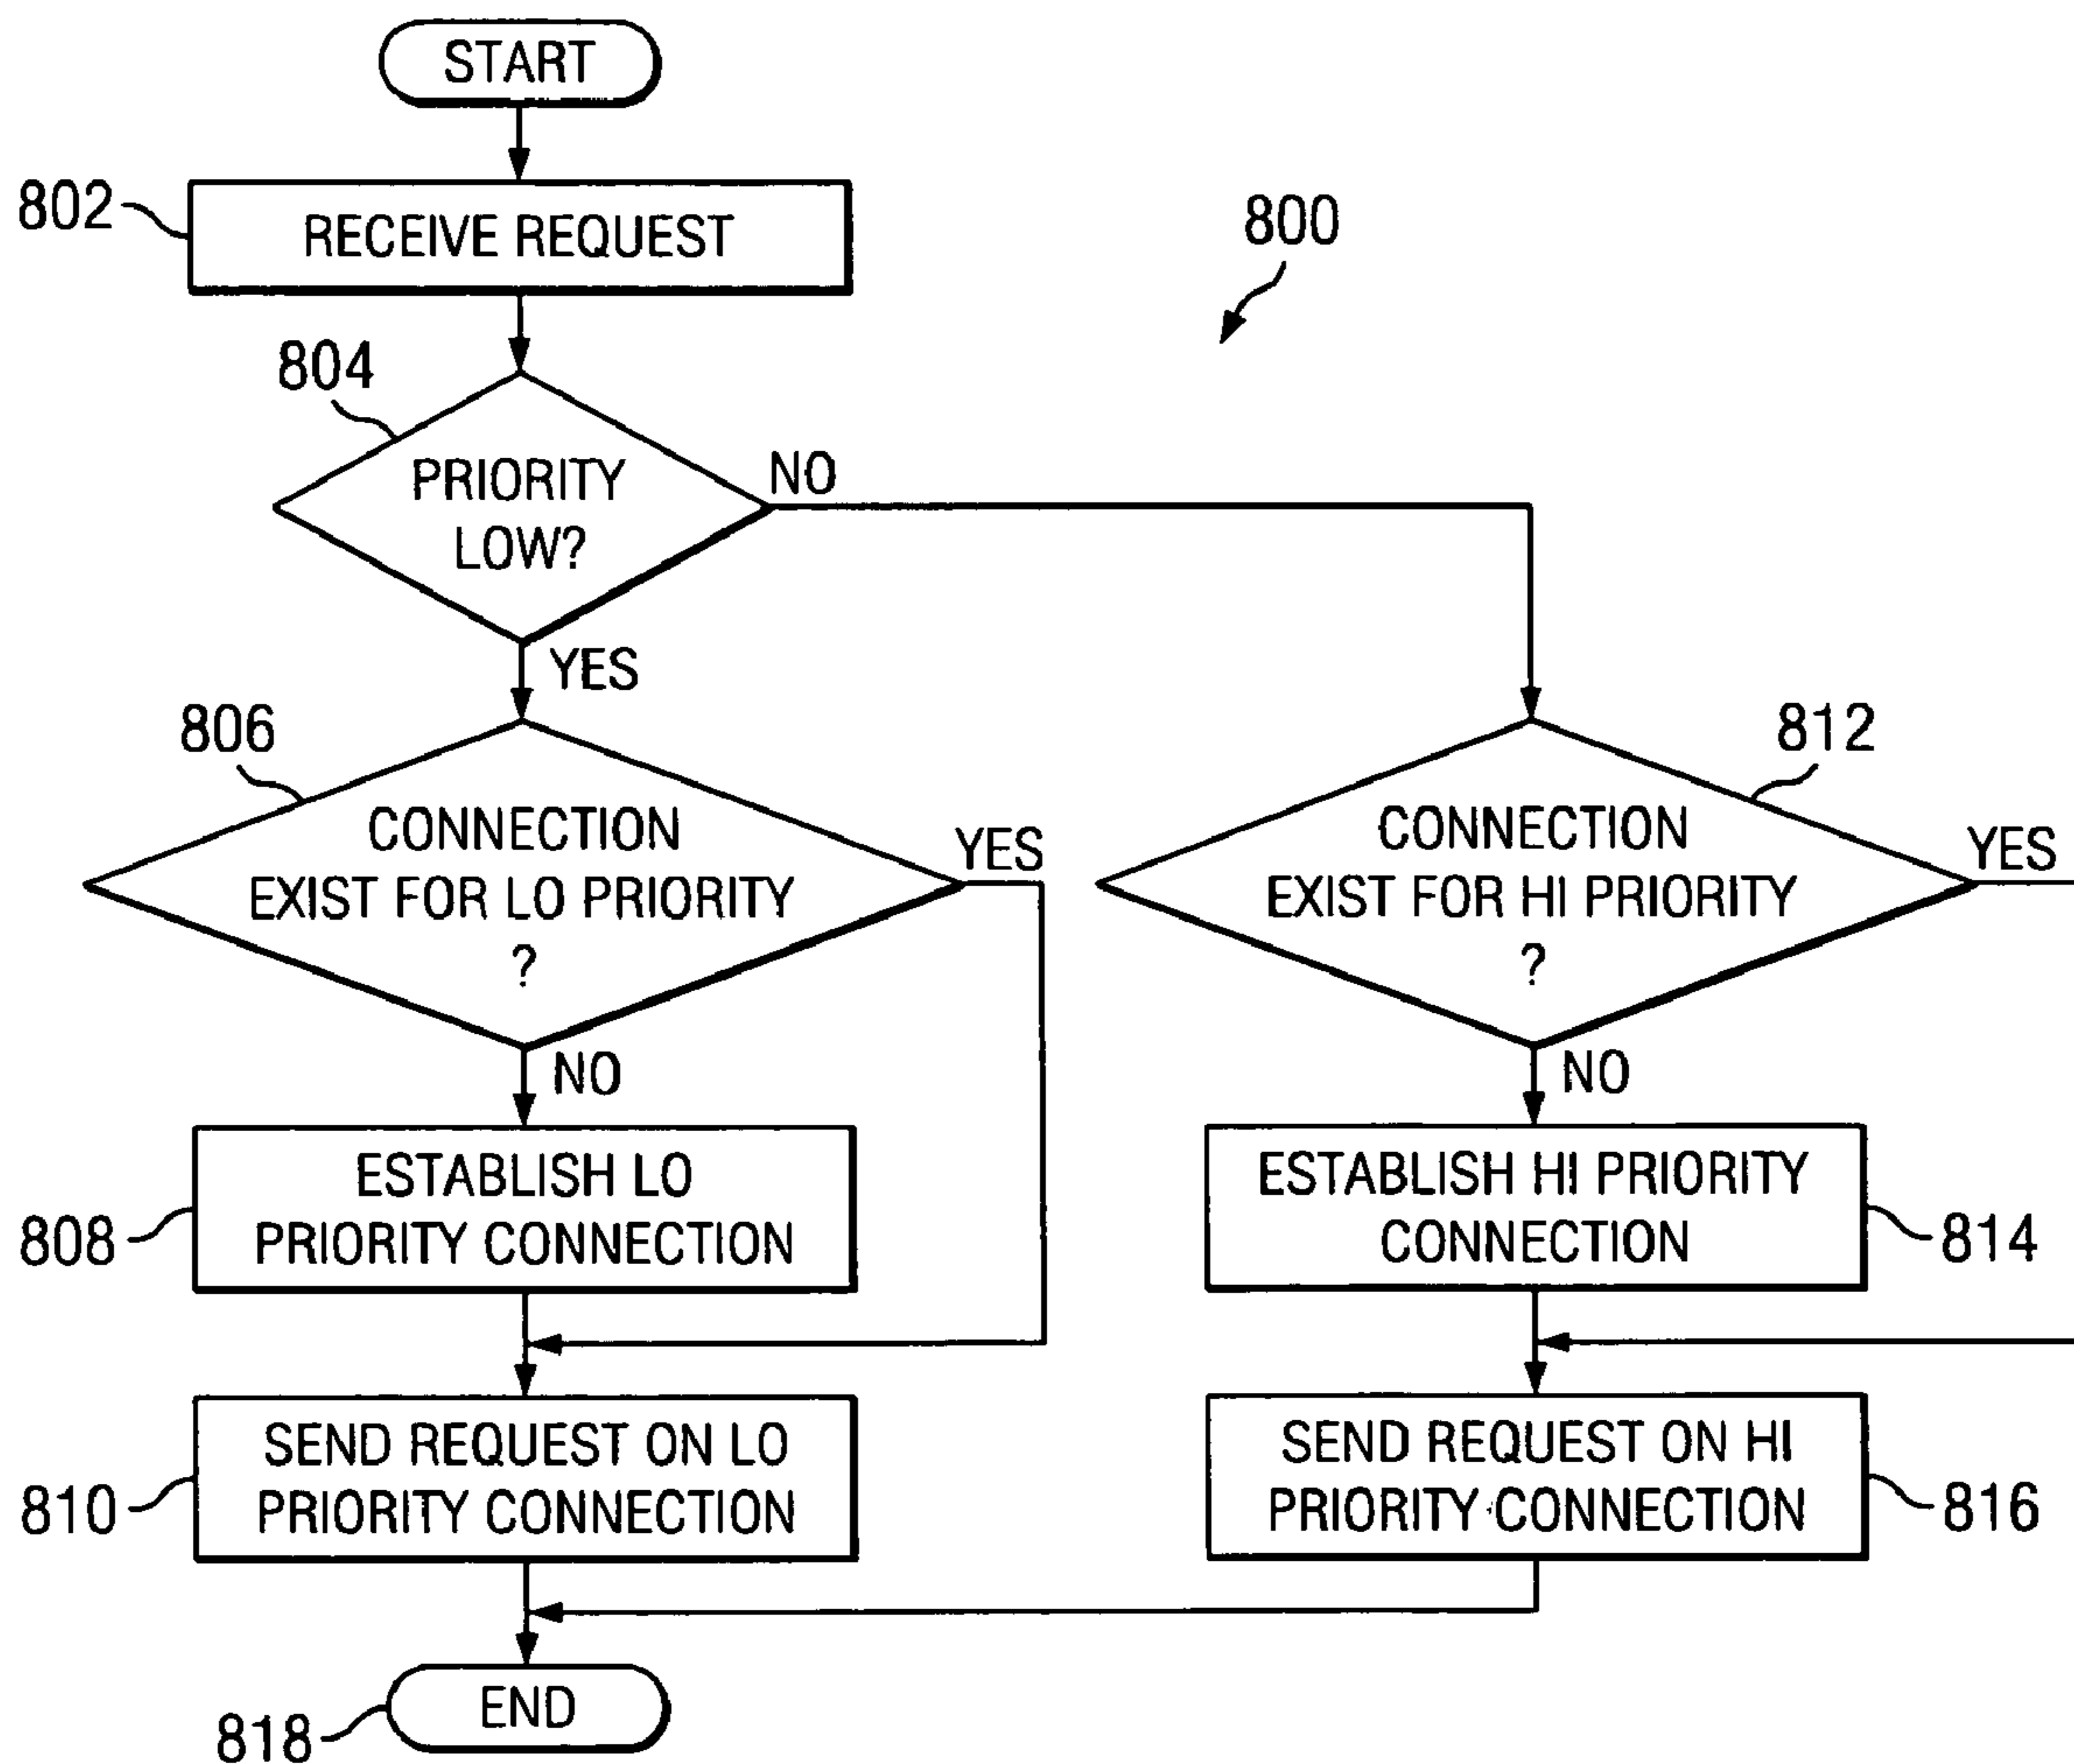 START
802
RECEIVE REQUEST
800
804
PRIORITY
LOW?
NO
YES
806
CONNECTION
EXIST FOR LO PRIORITY
?
YES
NO
812
CONNECTION
EXIST FOR HI PRIORITY
?
YES
NO
808
ESTABLISH LO
PRIORITY CONNECTION
ESTABLISH HI PRIORITY
CONNECTION
814
810
SEND REQUEST ON LO
PRIORITY CONNECTION
SEND REQUEST ON HI
PRIORITY CONNECTION
816
818
END